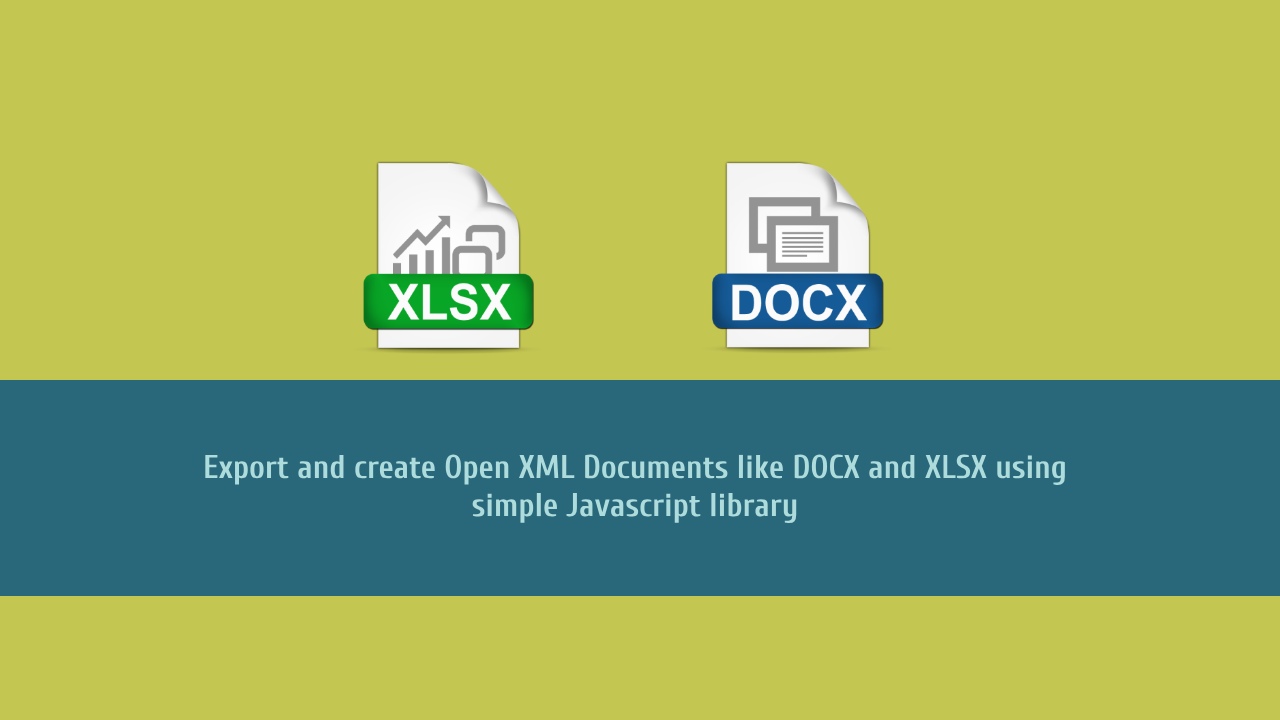 XLSX
DOCX
Export and create Open XML Documents like DOCX and XLSX using
simple Javascript library